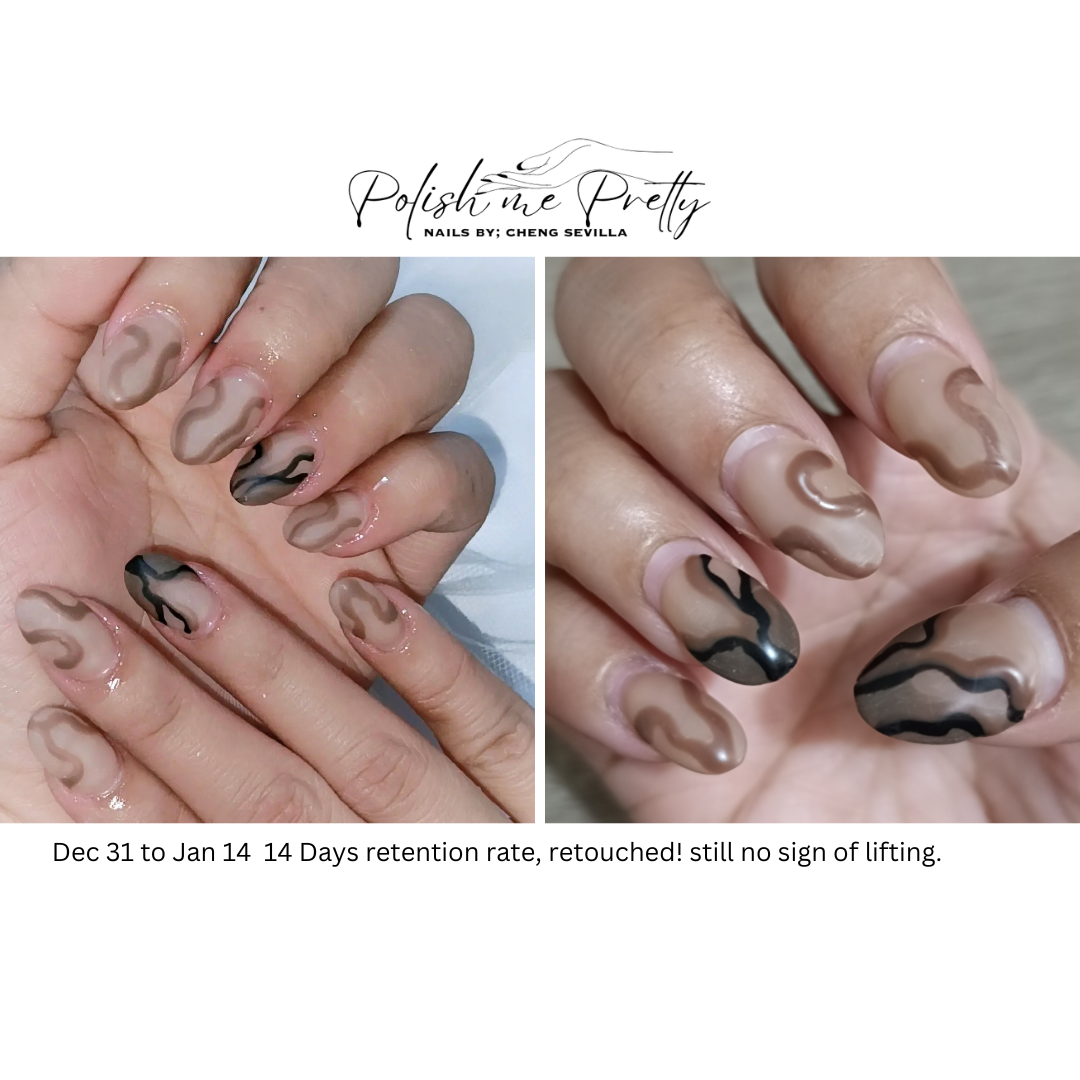 Polish me Pretty
NAILS BY; CHENG SEVILLA
Dec 31 to Jan 14  14 Days retention rate, retouched! still no sign of lifting.